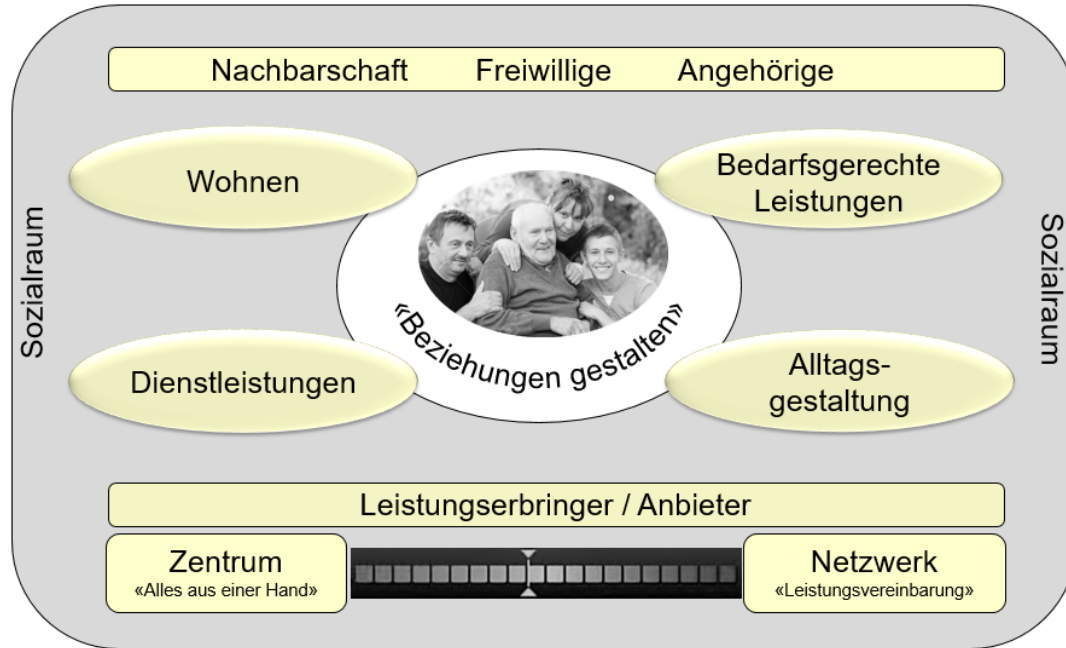 Nachbarschaft Freiwillige Angehörige
Wohnen
Bedarfsgerechte
Leistungen
Sozialraum
Sozialraum
«Beziehungen gestalten»
Dienstleistungen
Alltags-
gestaltung
Leistungserbringer / Anbieter
Zentrum
«Alles aus einer Hand»
Netzwerk
«Leistungsvereinbarung»